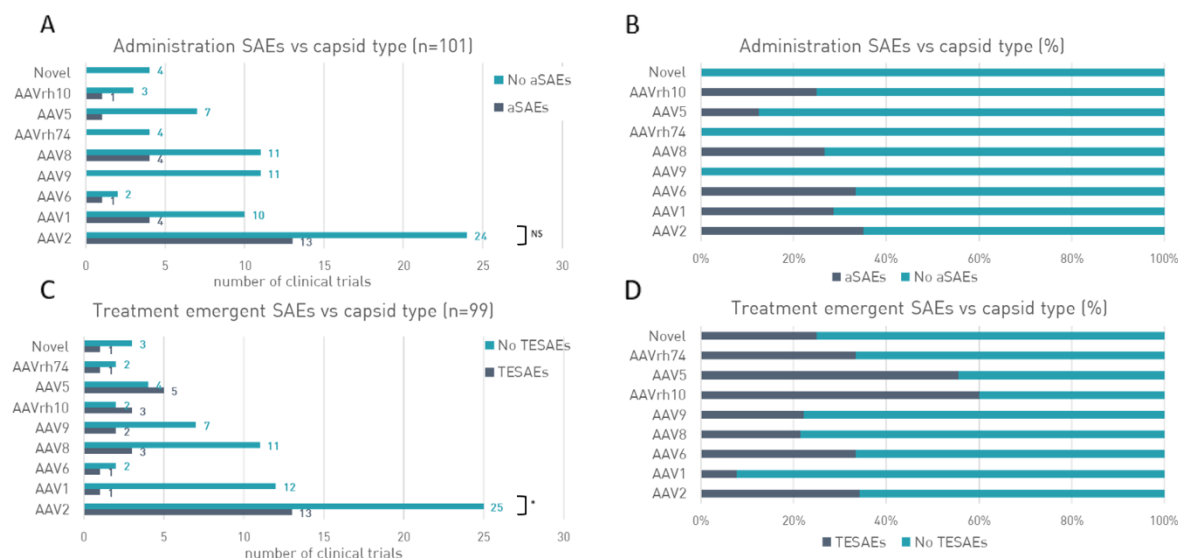 A
Administration SAEs vs capsid type (n=101)
Novel
AAVrh10
AAV5
AAVrh74
AAV8
AAV9
AAV6
AAV1
AAV2
4
3
1
7
4
11
4
11
2
1
10
4
24
13
NS
No aSAEs
aSAEs
0 5 10 15 20 25 30
number of clinical trials
B
Administration SAEs vs capsid type (%)
Novel
AAVrh10
AAV5
AAVrh74
AAV8
AAV9
AAV6
AAV1
AAV2
0% 20% 40% 60% 80% 100%
aSAEs No aSAEs
C
Treatment emergent SAEs vs capsid type (n=99)
Novel
AAVrh74
AAV5
AAVrh10
AAV9
AAV8
AAV6
AAV1
AAV2
3
1
2
1
4
5
2
3
7
2
11
3
2
1
12
1
25
13
*
No TESAEs
TESAEs
0 5 10 15 20 25 30
number of clinical trials
D
Treatment emergent SAEs vs capsid type (%)
Novel
AAVrh74
AAV5
AAVrh10
AAV9
AAV8
AAV6
AAV1
AAV2
0% 20% 40% 60% 80% 100%
TESAEs No TESAEs